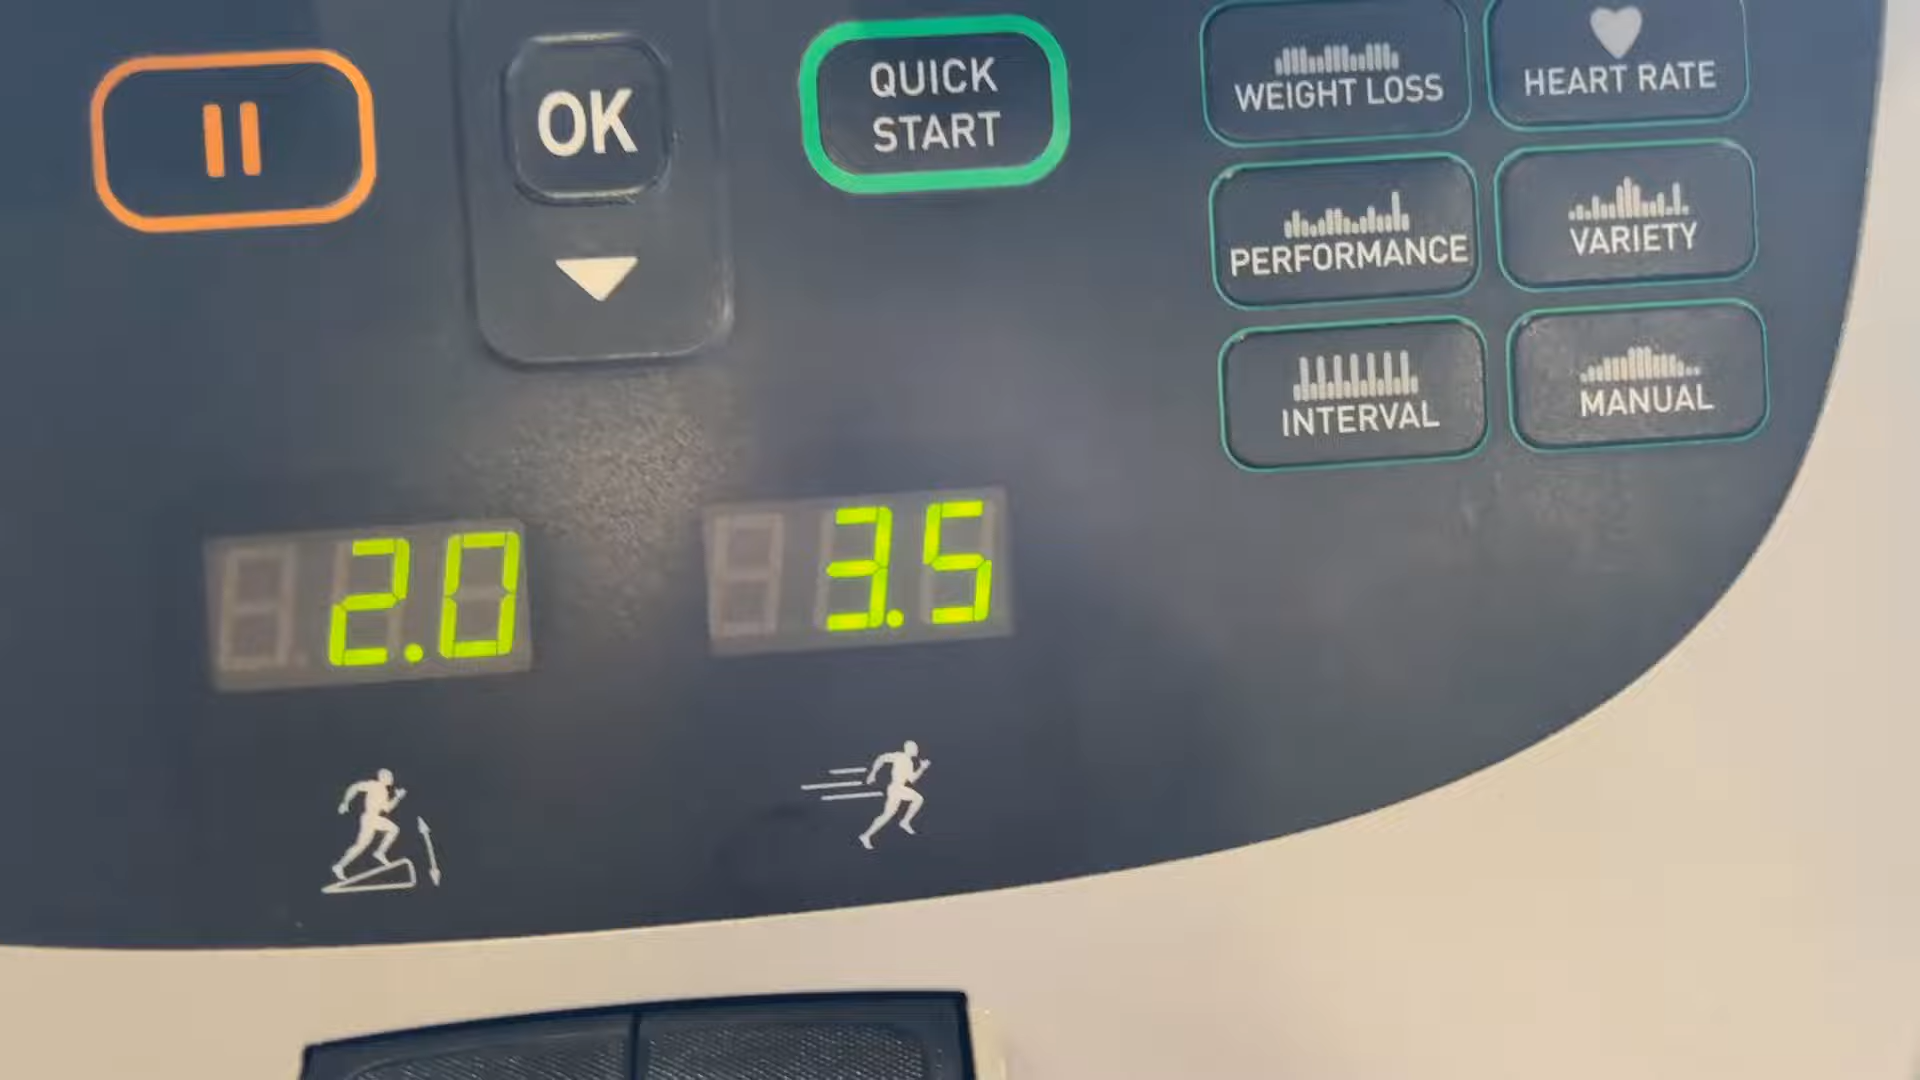 OK
QUICK
START
WEIGHT LOSS
HEART RATE
PERFORMANCE
VARIETY
INTERVAL
MANUAL
2.0
3.5